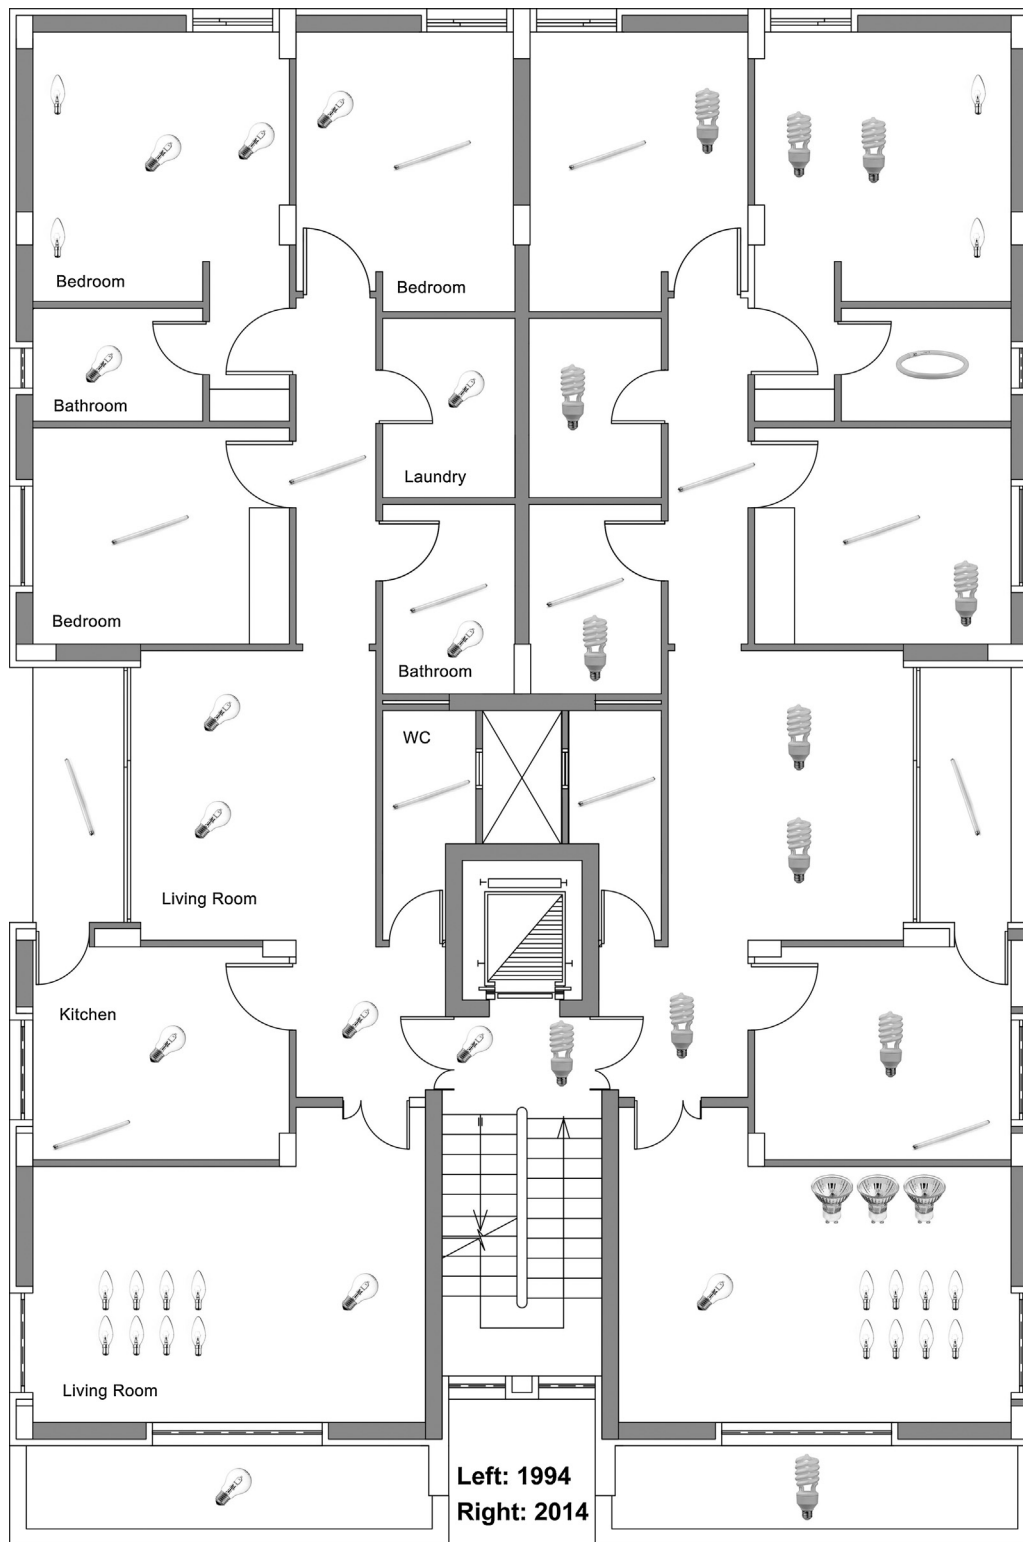 Bedroom
Bedroom
Bathroom
Laundry
Bedroom
Bathroom
WC
Living Room
Kitchen
Living Room
Left: 1994
Right: 2014